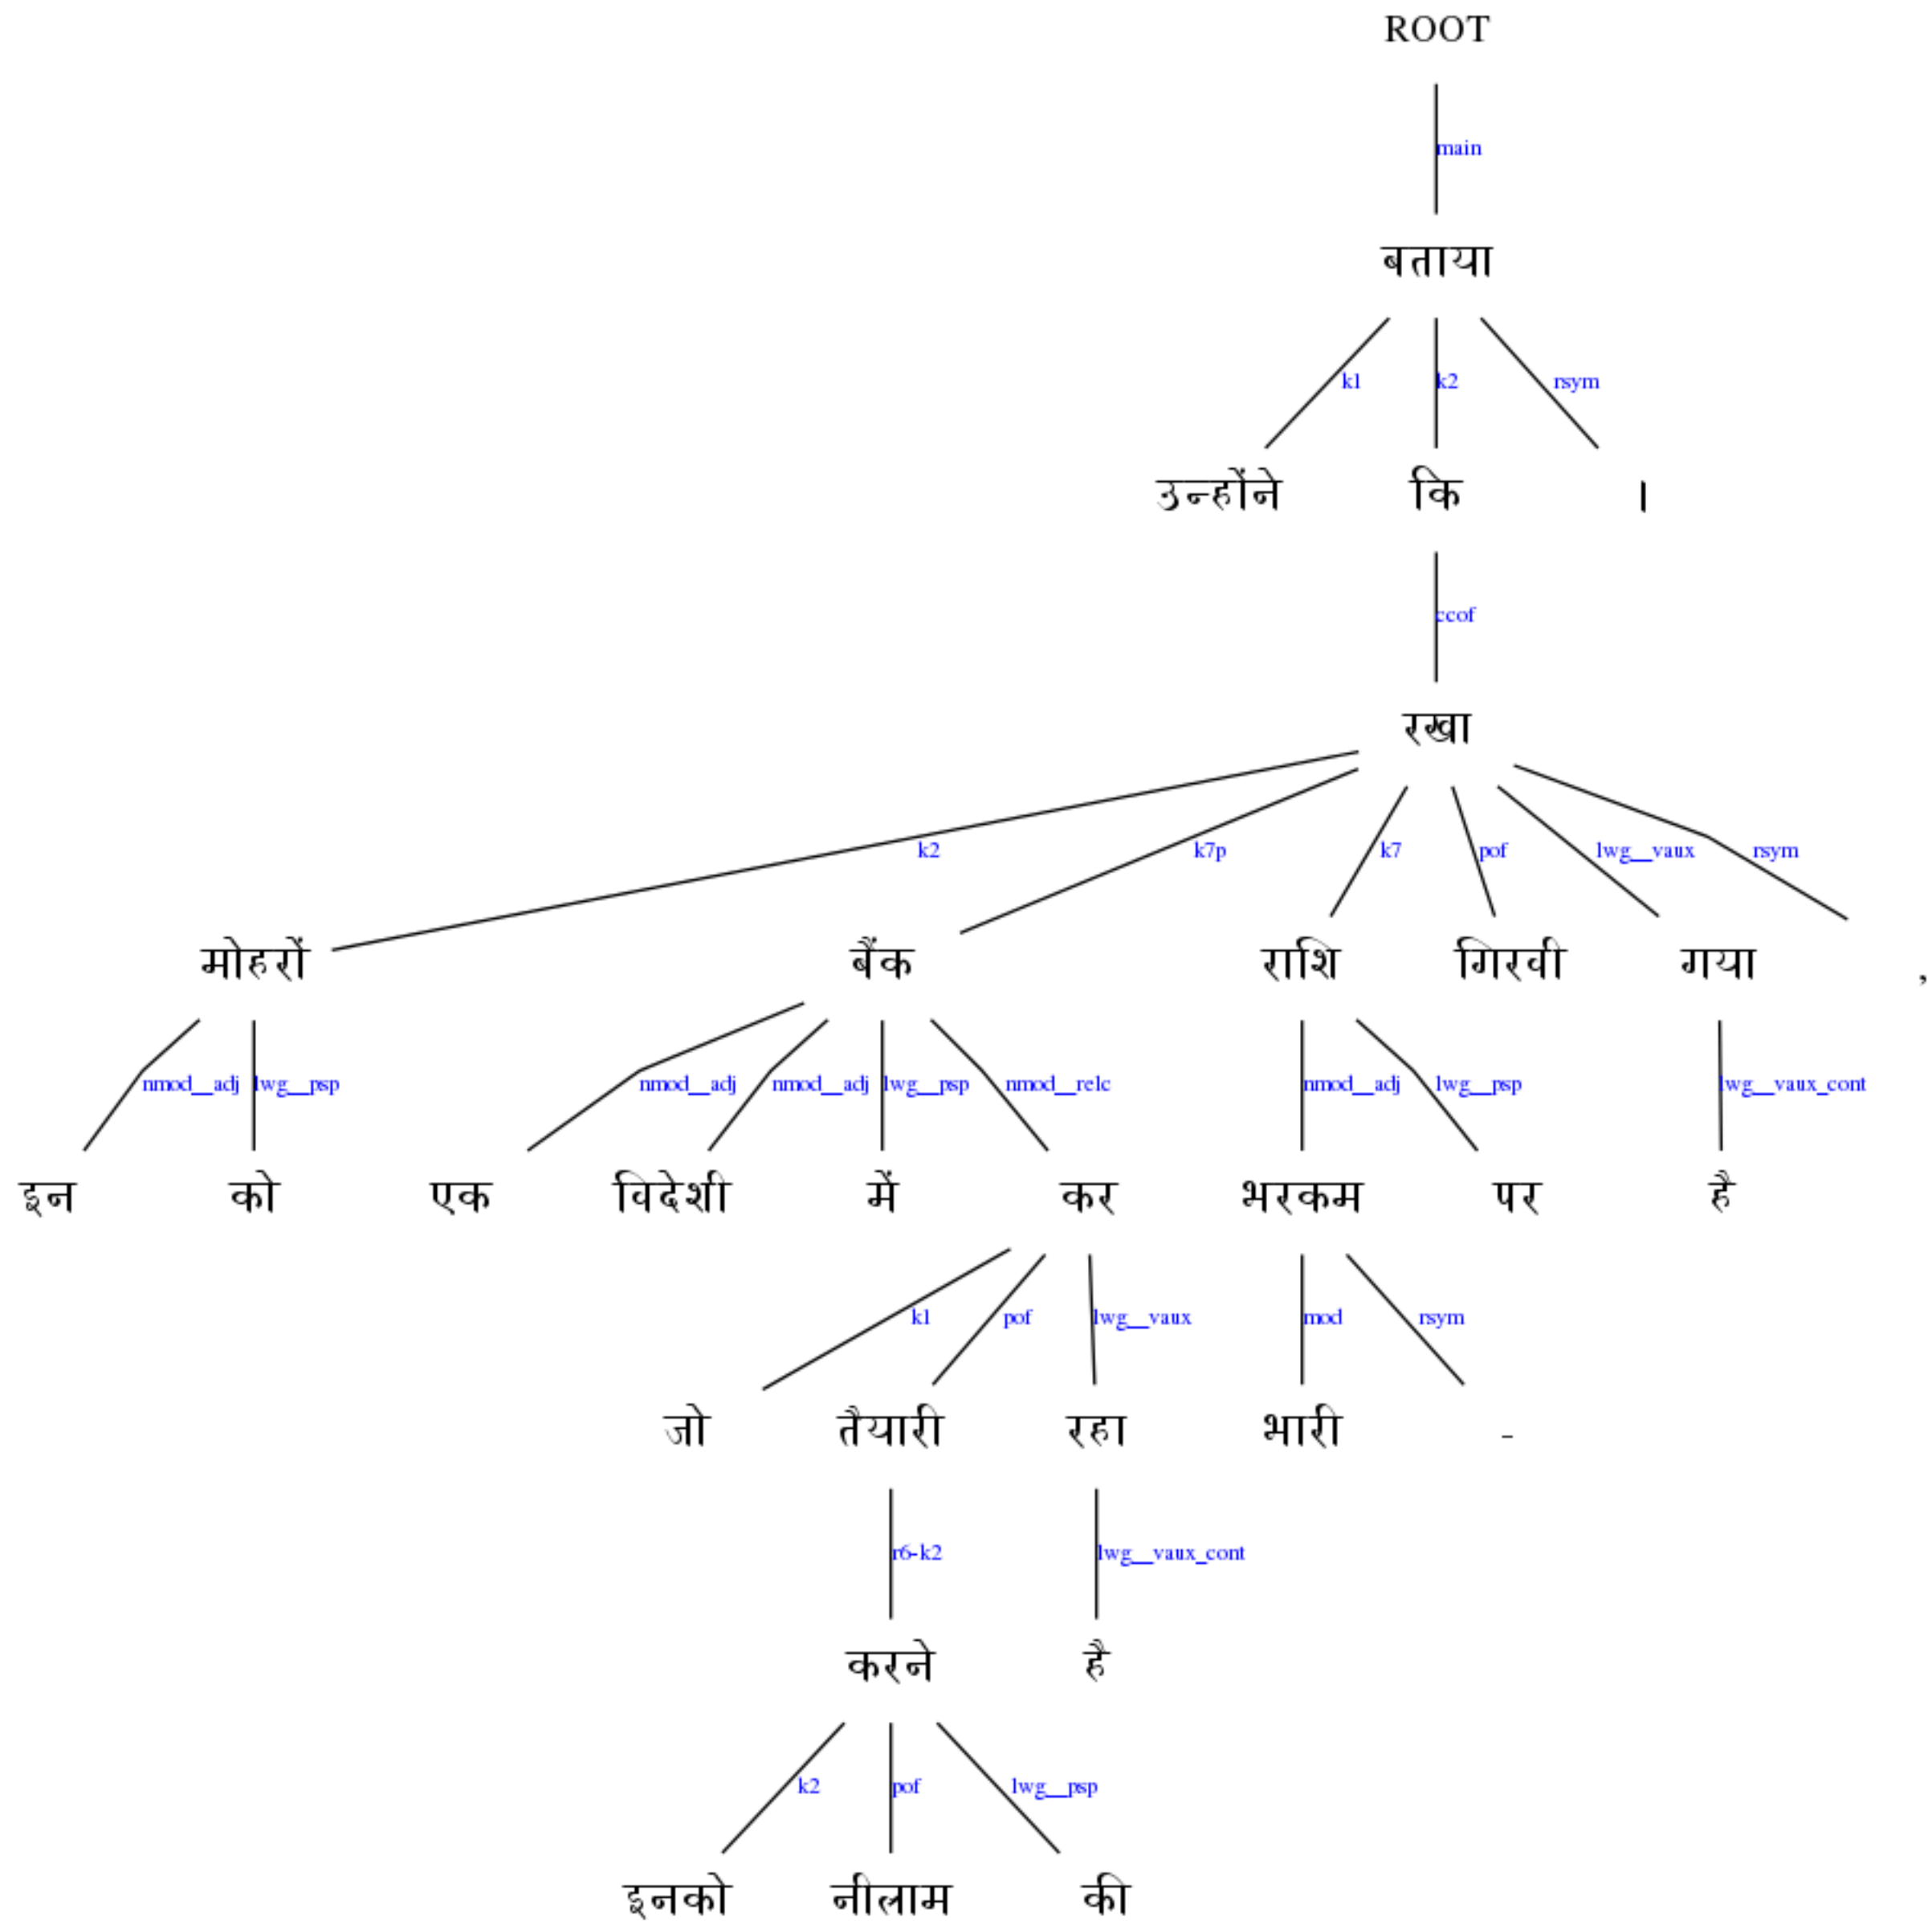 ROOT
main
बताया
k1 k2 rsym
उन्होंने कि ।
ccof
रखा
k2 k7p k7 pof lwg__vaux rsym
मोहरों बैंक राशि गिरवी गया ,
nmod__adj lwg__psp nmod__adj nmod__adj lwg__psp nmod__relc nmod__adj lwg__psp lwg__vaux_cont
इन को एक विदेशी में कर भरकम पर है
k1 pof lwg__vaux mod rsym
जो तैयारी रहा भारी -
r6-k2 lwg__vaux_cont
करने है
k2 pof lwg__psp
इनको नीलाम की